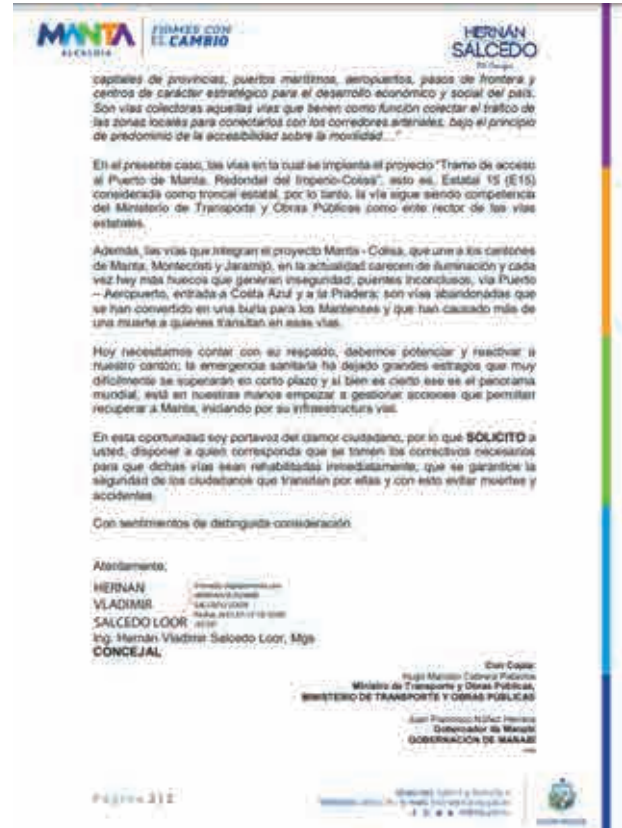 MANTA
ALCALDÍA
FIRMES CON
EL CAMBIO
HERNÁN
SALCEDO
capitales de provincias, puertos marítimos, aeropuertos, pasos de frontera y
centros de carácter estratégico para el desarrollo económico y social del país.
Son vías colectoras aquellas vías que tienen como función colectar el tráfico de
las zonas locales para conectarlos con los corredores arteriales, bajo el principio
de predominio de la accesibilidad sobre la movilidad…"
En el presente caso, las vías en la cual se implanta el proyecto "Tramo de acceso
al Puerto de Manta. Redondel del Imperio-Colisa", esto es, Estatal 15 (E15)
considerada como troncal estatal, por lo tanto, la vía sigue siendo competencia
del Ministerio de Transporte y Obras Públicas como ente rector de las vías
estatales.
Además, las vías que integran el proyecto Manta - Colisa, que une a los cantones
de Manta, Montecristi y Jaramijó, en la actualidad carecen de iluminación y cada
vez hay más huecos que generan inseguridad; puentes inconclusos, vía Puerto
– Aeropuerto, entrada a Costa Azul y a la Pradera; son vías abandonadas que
se han convertido en una burla para los Mantenses y que han causado más de
una muerte a quienes transitan en esas vías.
Hoy necesitamos contar con su respaldo, debemos potenciar y reactivar a
nuestro cantón; la emergencia sanitaria ha dejado grandes estragos que muy
difícilmente se superarán en corto plazo y si bien es cierto ese es el panorama
mundial, está en nuestras manos empezar a gestionar acciones que permitan
recuperar a Manta, iniciando por su infraestructura vial.
En esta oportunidad soy portavoz del clamor ciudadano, por lo que SOLICITO a
usted, disponer a quien corresponda que se tomen los correctivos necesarios
para que dichas vías sean rehabilitadas inmediatamente, que se garantice la
seguridad de los ciudadanos que transitan por ellas y con esto evitar muertes y
accidentes.
Con sentimientos de distinguida consideración.
Atentamente,
HERNAN
VLADIMIR
SALCEDO LOOR
Ing. Hernán Vladimir Salcedo Loor, Mgs
CONCEJAL
Con Copia:
Hugo Marcelo Cabrera Palacios
Ministro de Transporte y Obras Públicas,
MINISTERIO DE TRANSPORTE Y OBRAS PÚBLICAS
Juan Francisco Núñez Herrera
Gobernador de Manabí
GOBERNACIÓN DE MANABÍ
Página 2|2